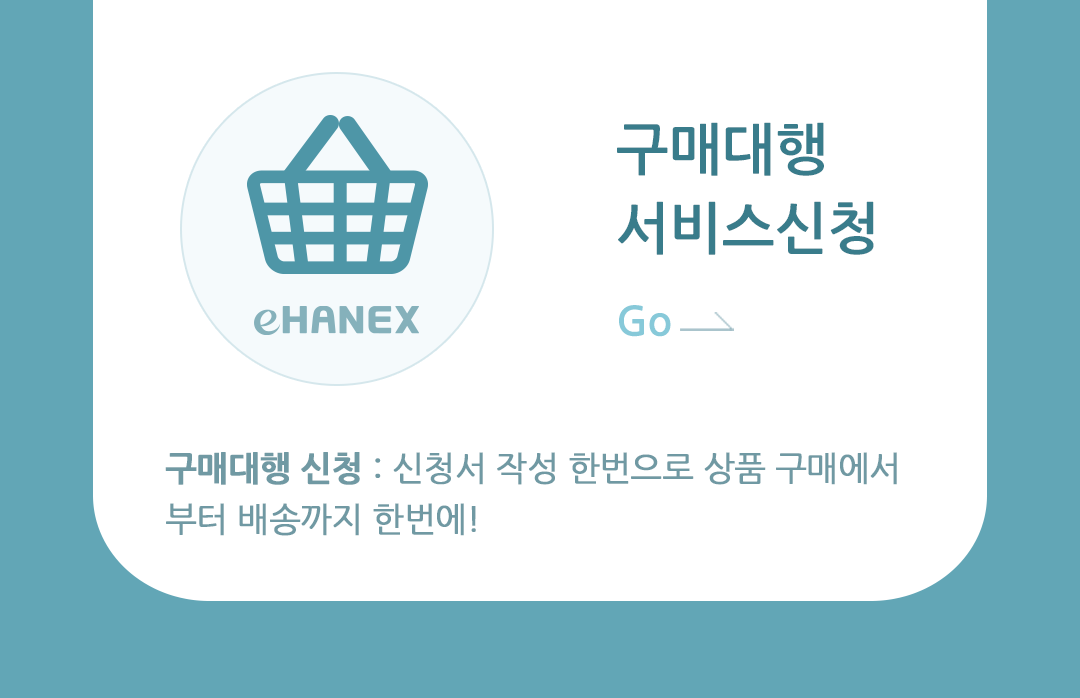 구매대행
서비스신청
Go
eHANEX
구매대행 신청 : 신청서 작성 한번으로 상품 구매에서
부터 배송까지 한번에!